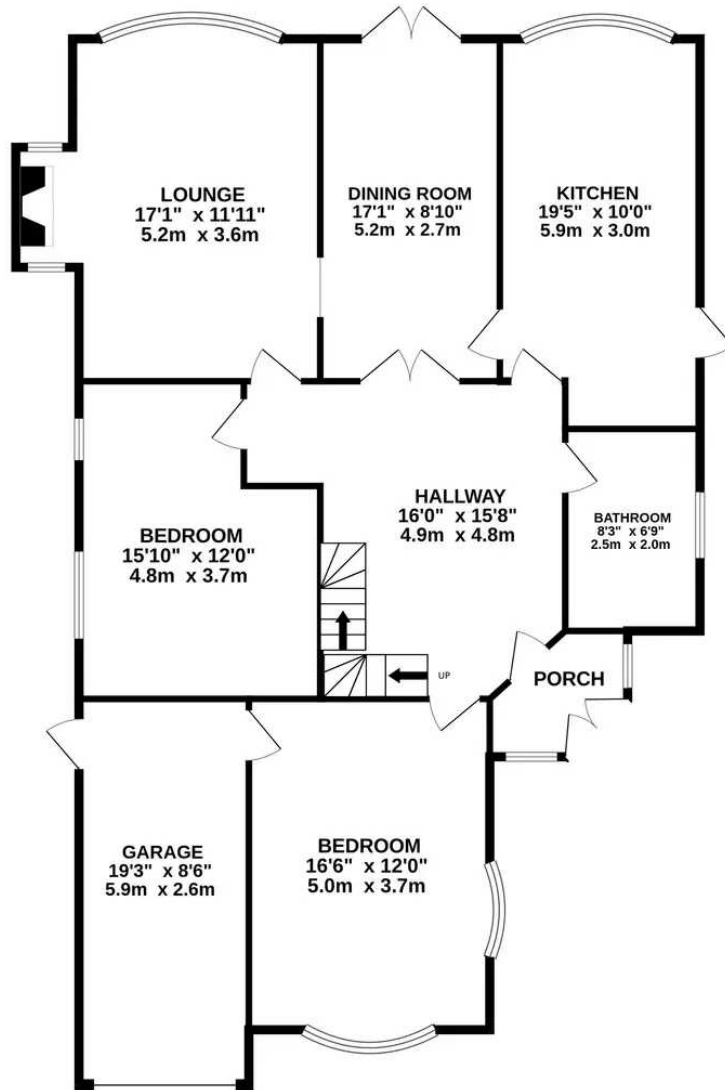 LOUNGE
17'1" x 11'11"
5.2m x 3.6m
DINING ROOM
17'1" x 8'10"
5.2m x 2.7m
KITCHEN
19'5" x 10'0"
5.9m x 3.0m
HALLWAY
16'0" x 15'8"
4.9m x 4.8m
BATHROOM
8'3" x 6'9"
2.5m x 2.0m
BEDROOM
15'10" x 12'0"
4.8m x 3.7m
UP
PORCH
GARAGE
19'3" x 8'6"
5.9m x 2.6m
BEDROOM
16'6" x 12'0"
5.0m x 3.7m